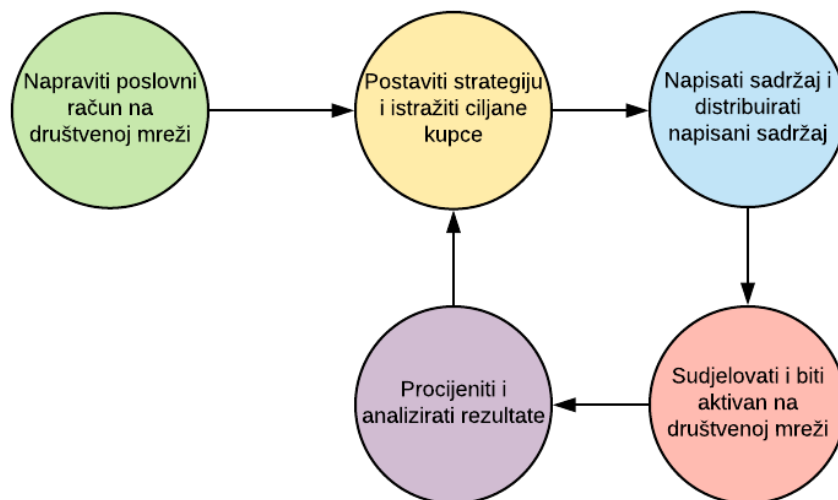 Napraviti poslovni
račun na
društvenoj mreži
Postaviti strategiju
i istražiti ciljane
kupce
Napisati sadržaj i
distribuirati
napisani sadržaj
Sudjelovati i biti
aktivan na
društvenoj mreži
Procijeniti i
analizirati rezultate